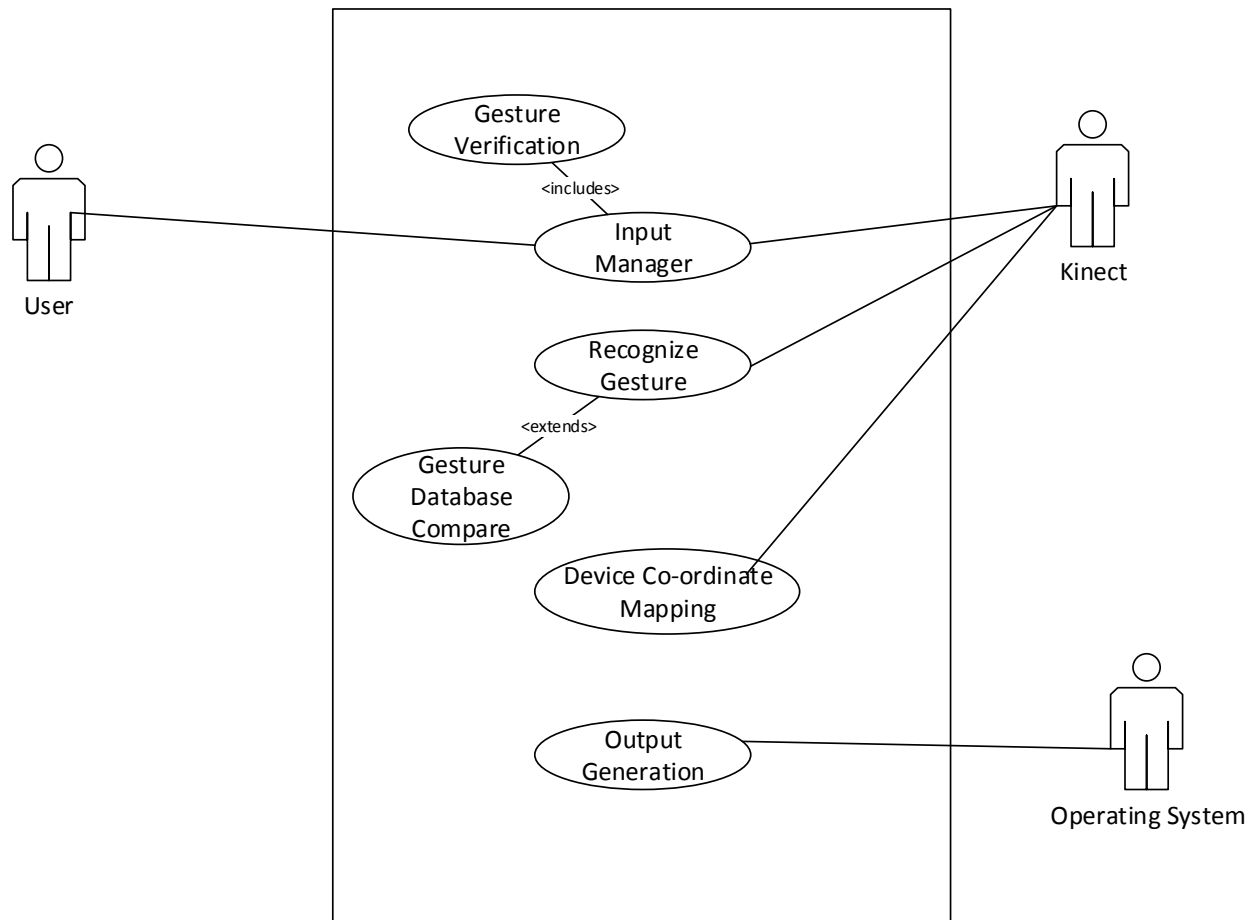 Gesture
Verification
<includes>
Input
Manager
User
Kinect
Recognize
Gesture
<extends>
Gesture
Database
Compare
Device Co-ordinate
Mapping
Output
Generation
Operating System